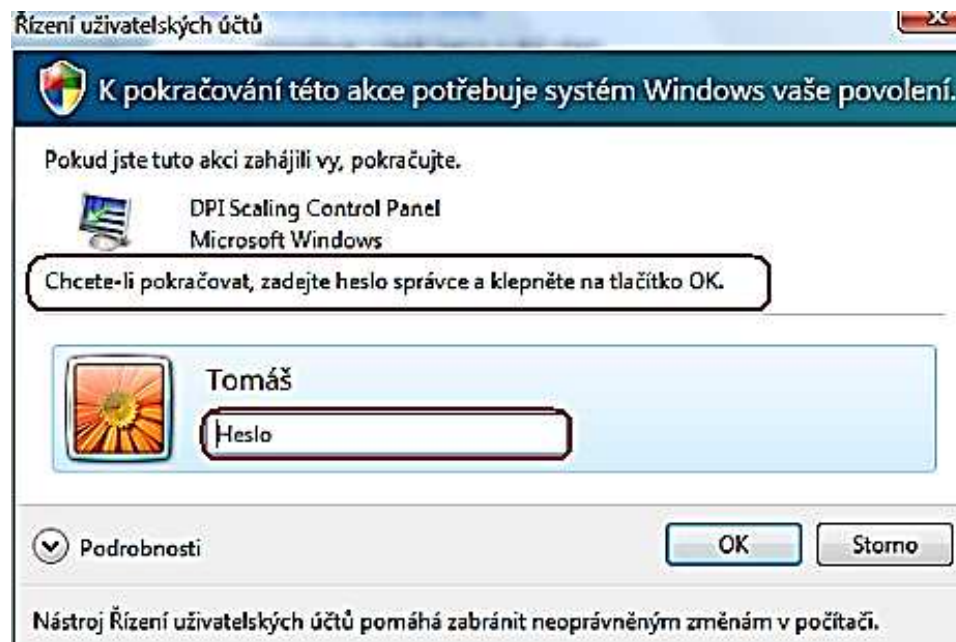 Řízení uživatelských účtů
K pokračování této akce potřebuje systém Windows vaše povolení.
Pokud jste tuto akci zahájili vy, pokračujte.
DPI Scaling Control Panel
Microsoft Windows
Chcete-li pokračovat, zadejte heslo správce a klepněte na tlačítko OK.
Tomáš
Heslo
Podrobnosti
OK
Storno
Nástroj Řízení uživatelských účtů pomáhá zabránit neoprávněným změnám v počítači.